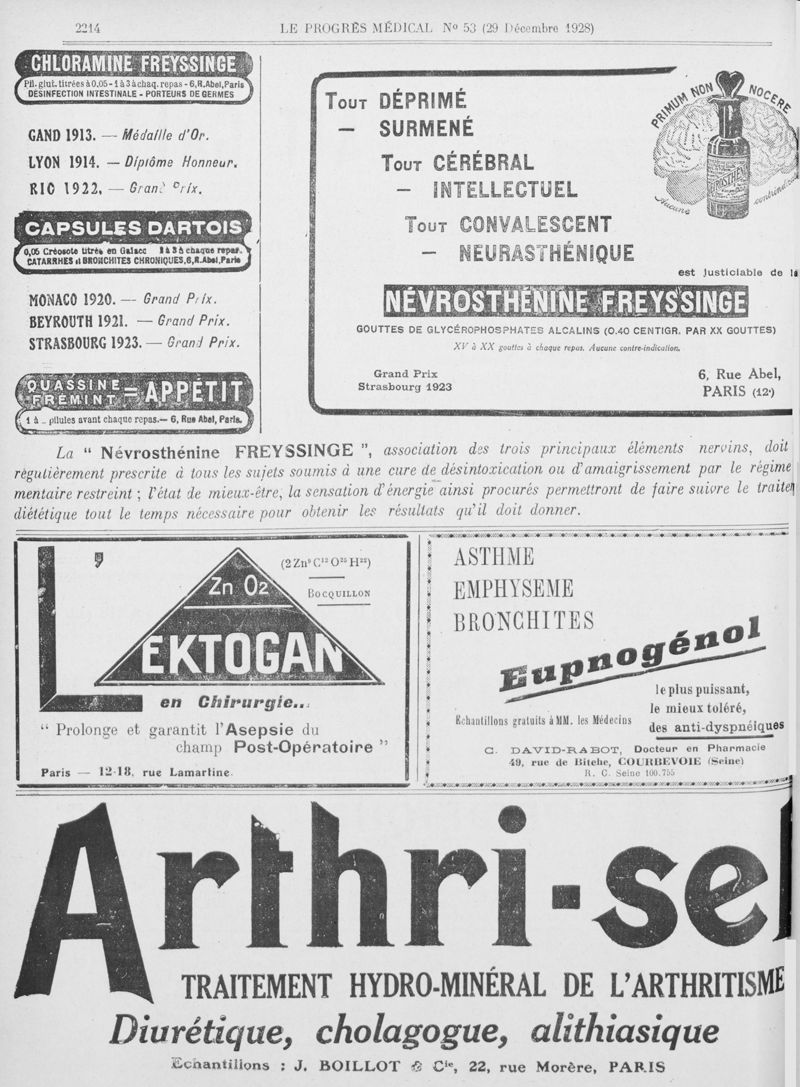 2214
LE PROGRÈS MÉDICAL Nº 53 (29 Décembre 1928)
CHLORAMINE FREYSSINGE
Pil. glut. titrées à 0,05 - 1 à 3 à chaq. repas - 6, R. Abel, Paris
DESINFECTION INTESTINALE - PORTEURS DE GERMES
GAND 1913. — Médaille d'Or.
LYON 1914. — Diplôme Honneur.
RIO 1922. — Grand Prix.
CAPSULES DARTOIS
0,05 Créosote titrée en Gaïacc 2 à 3 à chaque repas.
CATARRHES et BRONCHITES CHRONIQUES, 6, R. Abel, Paris
MONACO 1920. — Grand Prix.
BEYROUTH 1921. — Grand Prix.
STRASBOURG 1923. — Grand Prix.
QUASSINE FRÉMINT = APPÉTIT
1 à pilules avant chaque repas. — 6, Rue Abel, Paris.
TOUT DÉPRIMÉ
— SURMENÉ
TOUT CÉRÉBRAL
— INTELLECTUEL
TOUT CONVALESCENT
— NEURASTHÉNIQUE
PRIMUM NON NOCERE
Aucune contreindication
est justiciable de la
NÉVROSTHÉNINE FREYSSINGE
GOUTTES DE GLYCÉROPHOSPHATES ALCALINS (0.40 CENTIGR. PAR XX GOUTTES)
XV à XX gouttes à chaque repas. Aucune contre-indication.
Grand Prix
Strasbourg 1923
6, Rue Abel,
PARIS (12e)
La “ Névrosthénine FREYSSINGE ”, association des trois principaux éléments nervins, doit
régulièrement prescrite à tous les sujets soumis à une cure de désintoxication ou d'amaigrissement par le régime
mentaire restreint ; l'état de mieux-être, la sensation d'énergie ainsi procurés permettront de faire suivre le traite
diététique tout le temps nécessaire pour obtenir les résultats qu'il doit donner.
L'
Zn O2
EKTOGAN
(2 Zn⁹ C¹² O²⁵ H²²)
BOCQUILLON
en Chirurgie...
“ Prolonge et garantit l'Asepsie du
champ Post-Opératoire ”
Paris — 12-18, rue Lamartine.
ASTHME
EMPHYSEME
BRONCHITES
Eupnogénol
le plus puissant,
le mieux toléré,
des anti-dyspnéiques
Échantillons gratuits à MM. les Médecins
C. DAVID-RABOT, Docteur en Pharmacie
49, rue de Bitche, COURBEVOIE (Seine)
R. C. Seine 100.755
Arthri-sel
TRAITEMENT HYDRO-MINÉRAL DE L'ARTHRITISME
Diurétique, cholagogue, alithiasique
Echantillons : J. BOILLOT & Cie, 22, rue Morère, PARIS